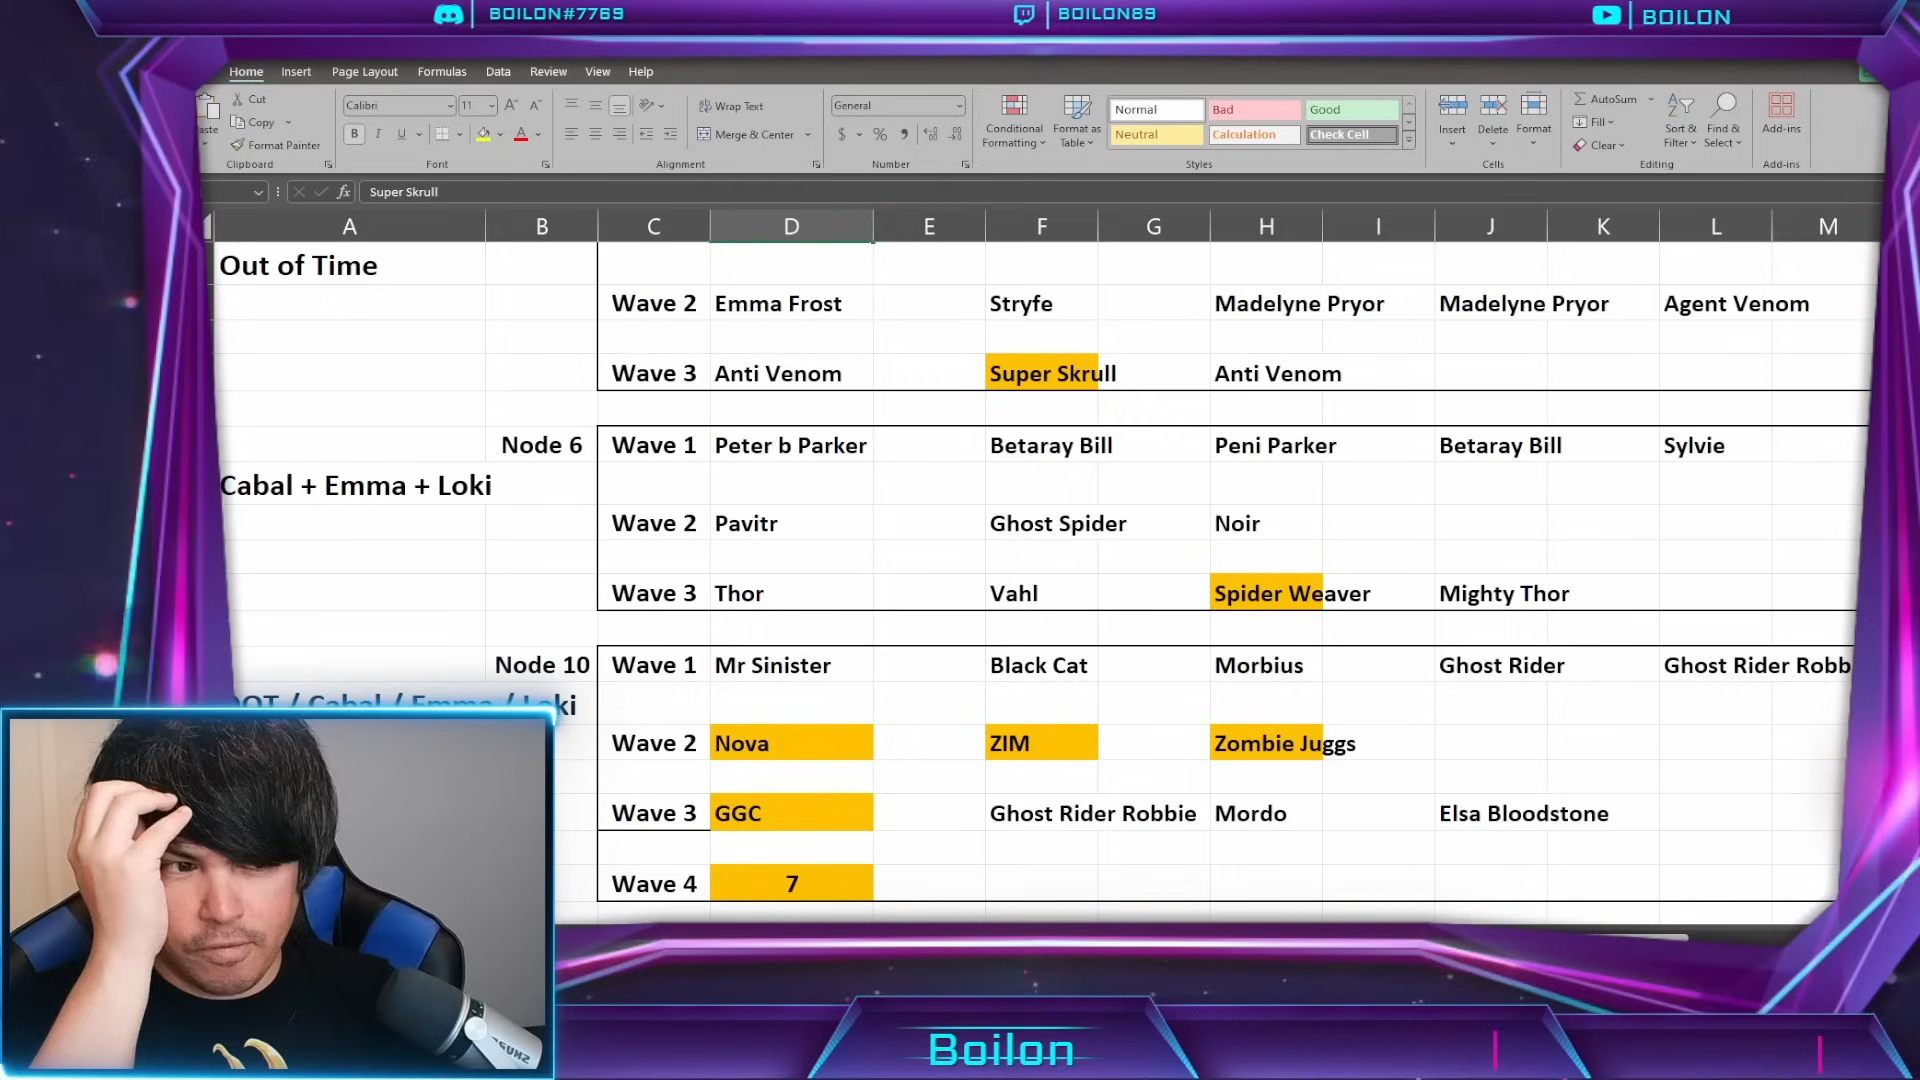 BOILON#7769 BOILON89 BOILON
Home Insert Page Layout Formulas Data Review View Help
Cut Calibri 11 Wrap Text General Normal Bad Good AutoSum
Copy Format Painter Merge & Center Conditional Formatting Format as Table Neutral Calculation Check Cell Insert Delete Format Fill Clear Sort & Filter Find & Select Add-ins
Clipboard Font Alignment Number Styles Cells Editing Add-ins
fx Super Skrull
A B C D E F G H I J K L M
Out of Time
Wave 2 Emma Frost Stryfe Madelyne Pryor Madelyne Pryor Agent Venom
Wave 3 Anti Venom Super Skrull Anti Venom
Node 6 Wave 1 Peter b Parker Betaray Bill Peni Parker Betaray Bill Sylvie
Cabal + Emma + Loki
Wave 2 Pavitr Ghost Spider Noir
Wave 3 Thor Vahl Spider Weaver Mighty Thor
Node 10 Wave 1 Mr Sinister Black Cat Morbius Ghost Rider Ghost Rider Robb
/ Cabal / Emma /
Wave 2 Nova ZIM Zombie Juggs
Wave 3 GGC Ghost Rider Robbie Mordo Elsa Bloodstone
Wave 4 7
Boilon